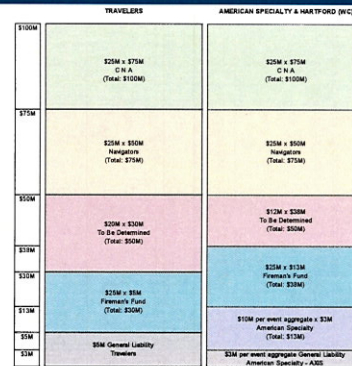 TRAVELERS
AMERICAN SPECIALTY & HARTFORD (WC)
$100M
$25M x $75M
C N A
(Total: $100M)
$25M x $75M
C N A
(Total: $100M)
$75M
$25M x $50M
Navigators
(Total: $75M)
$25M x $50M
Navigators
(Total: $75M)
$50M
$20M x $30M
To Be Determined
(Total: $50M)
$12M x $38M
To Be Determined
(Total: $50M)
$38M
$25M x $13M
Fireman's Fund
(Total: $38M)
$30M
$25M x $5M
Fireman's Fund
(Total: $30M)
$13M
$10M per event aggregate x $3M
American Specialty
(Total: $13M)
$5M
$5M General Liability
Travelers
$3M
$3M per event aggregate General Liability
American Specialty - AXIS